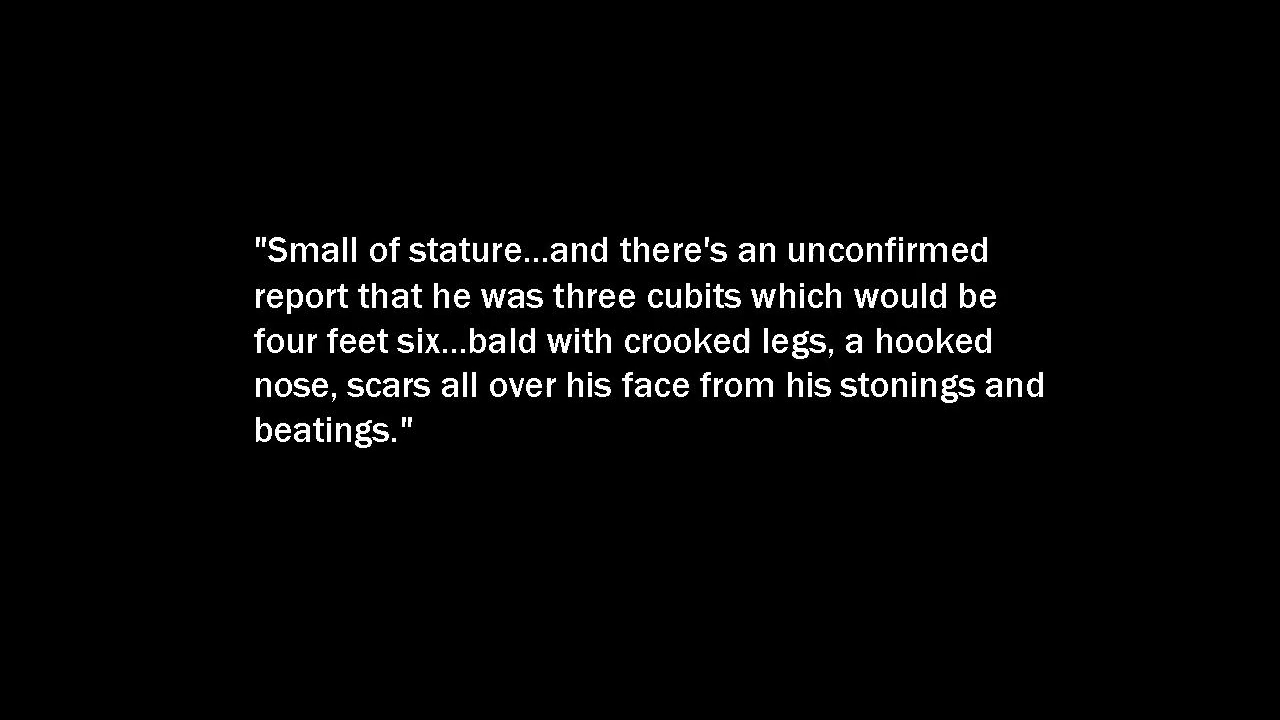 "Small of stature...and there's an unconfirmed
report that he was three cubits which would be
four feet six...bald with crooked legs, a hooked
nose, scars all over his face from his stonings and
beatings."